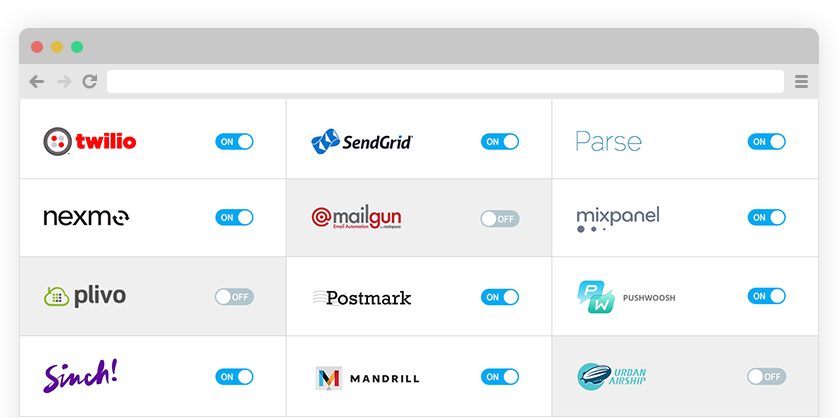 twilio ON
SendGrid ON
Parse ON
nexmo ON
@mailgun OFF
Email Automation by rackspace
mixpanel ON
plivo OFF
Postmark ON
PW PUSHWOOSH ON
Sinch! ON
M MANDRILL ON
URBAN
AIRSHIP OFF